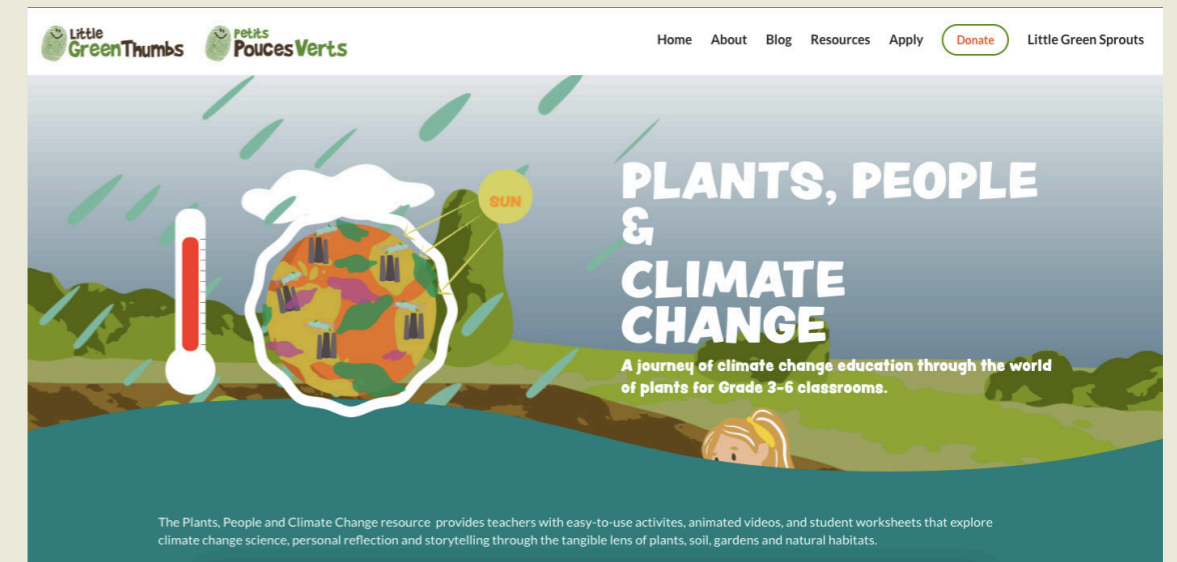 Little
GreenThumbs
Petits
PoucesVerts
Home About Blog Resources Apply Donate Little Green Sprouts
SUN
PLANTS, PEOPLE
&
CLIMATE
CHANGE
A journey of climate change education through the world
of plants for Grade 3-6 classrooms.
The Plants, People and Climate Change resource provides teachers with easy-to-use activites, animated videos, and student worksheets that explore
climate change science, personal reflection and storytelling through the tangible lens of plants, soil, gardens and natural habitats.